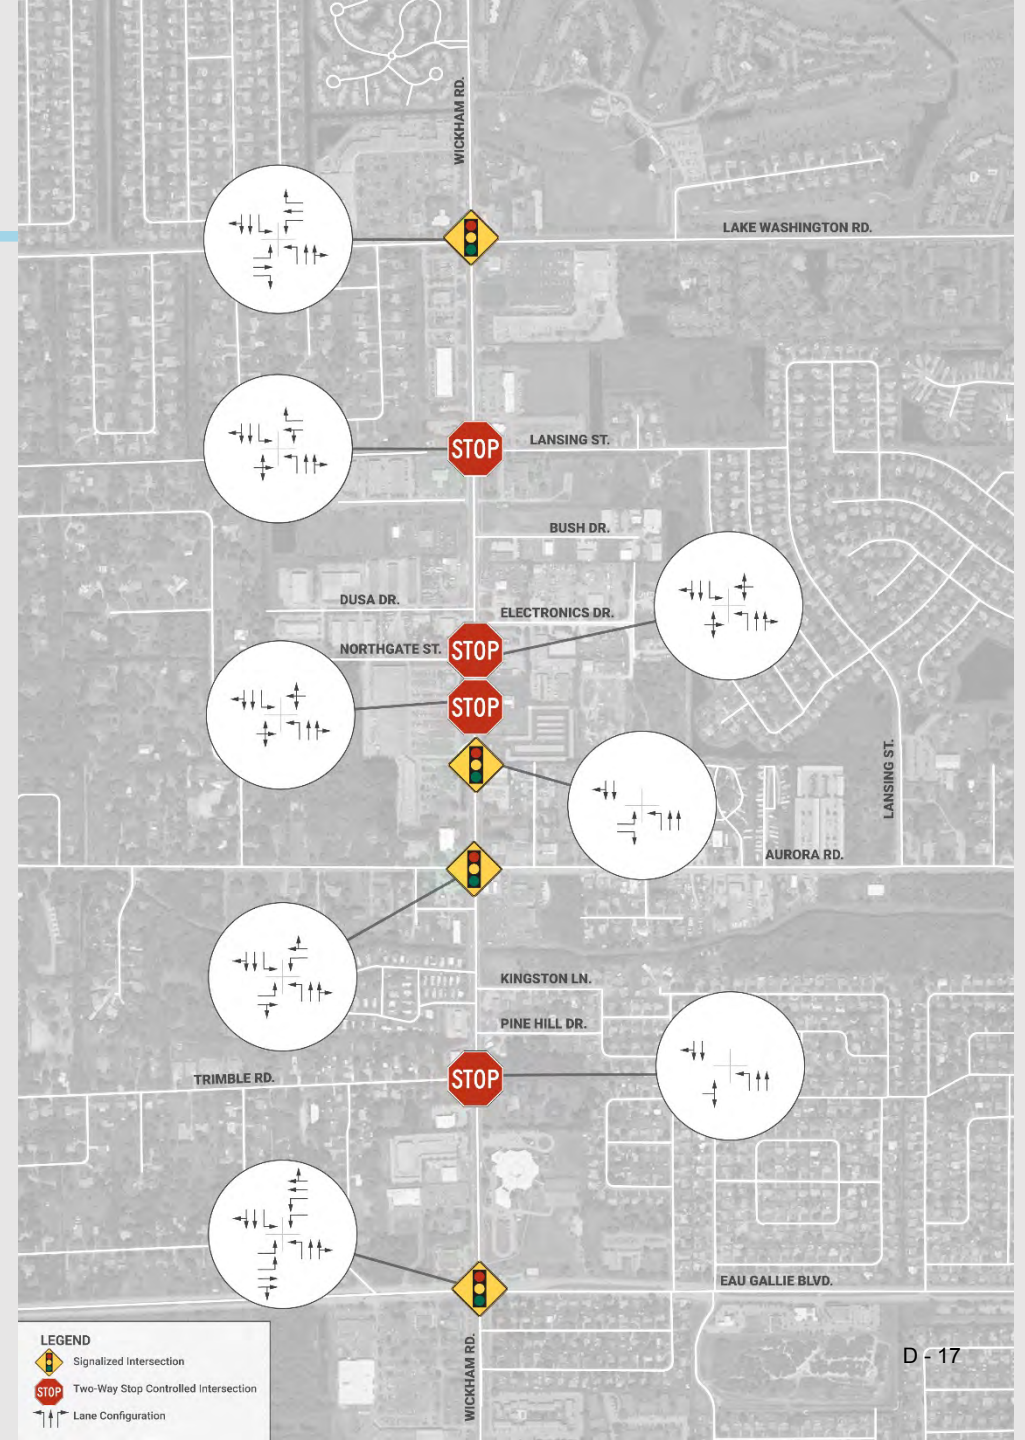 WICKHAM RD.
LAKE WASHINGTON RD.
STOP
LANSING ST.
BUSH DR.
DUSA DR.
ELECTRONICS DR.
NORTHGATE ST.
STOP
STOP
LANSING ST.
AURORA RD.
KINGSTON LN.
PINE HILL DR.
TRIMBLE RD.
STOP
EAU GALLIE BLVD.
WICKHAM RD.
D - 17
LEGEND
Signalized Intersection
STOP
Two-Way Stop Controlled Intersection
Lane Configuration